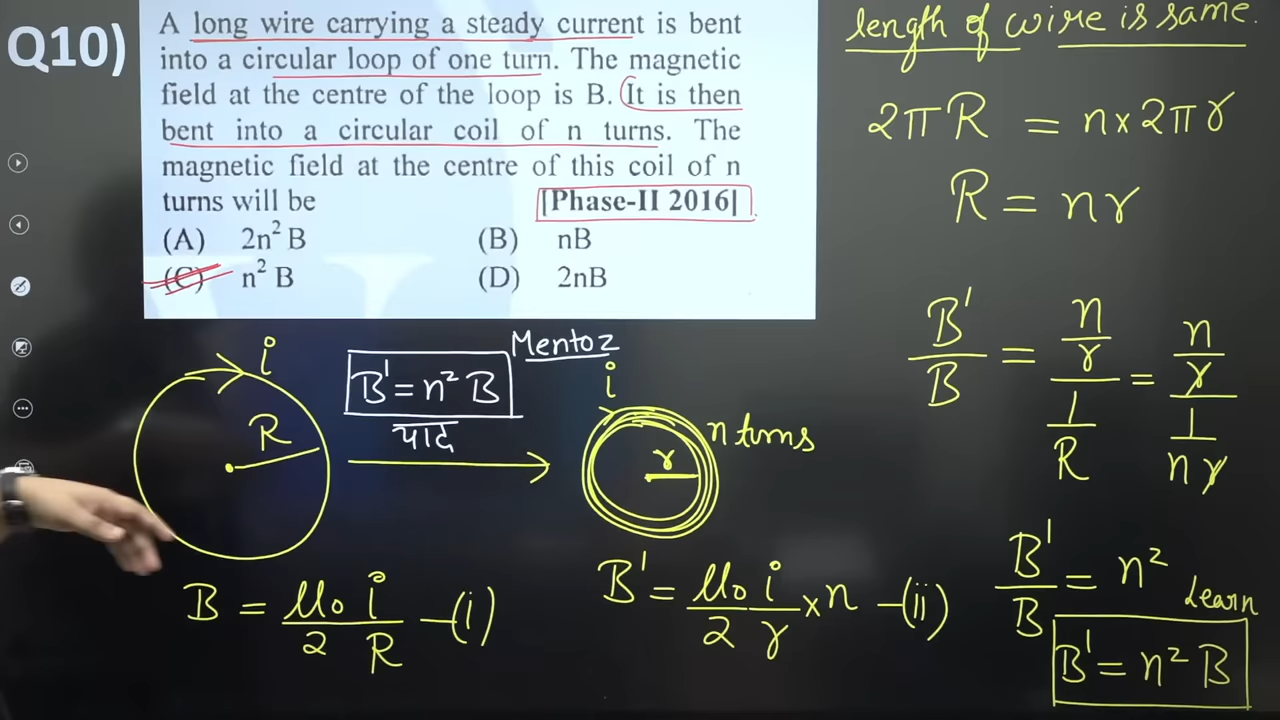 Q10)
A long wire carrying a steady current is bent
into a circular loop of one turn. The magnetic
field at the centre of the loop is B. It is then
bent into a circular coil of n turns. The
magnetic field at the centre of this coil of n
turns will be [Phase-II 2016]
(A) 2n² B (B) nB
(C) n² B (D) 2nB
length of wire is same.
2πR = n×2πr
R = nr
B'/B = (n/r)/(1/R) = (n/r)/(1/nr)
B'/B = n²
Learn
B' = n² B
Mentoz
B' = n² B
याद
i
R
i
r
n turns
B = μ₀ i / 2 R —(i)
B' = μ₀ i / 2 r × n —(ii)